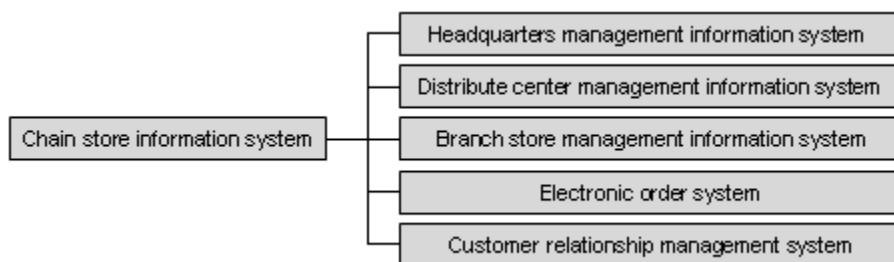 Headquarters management information system
Distribute center management information system
Chain store information system
Branch store management information system
Electronic order system
Customer relationship management system